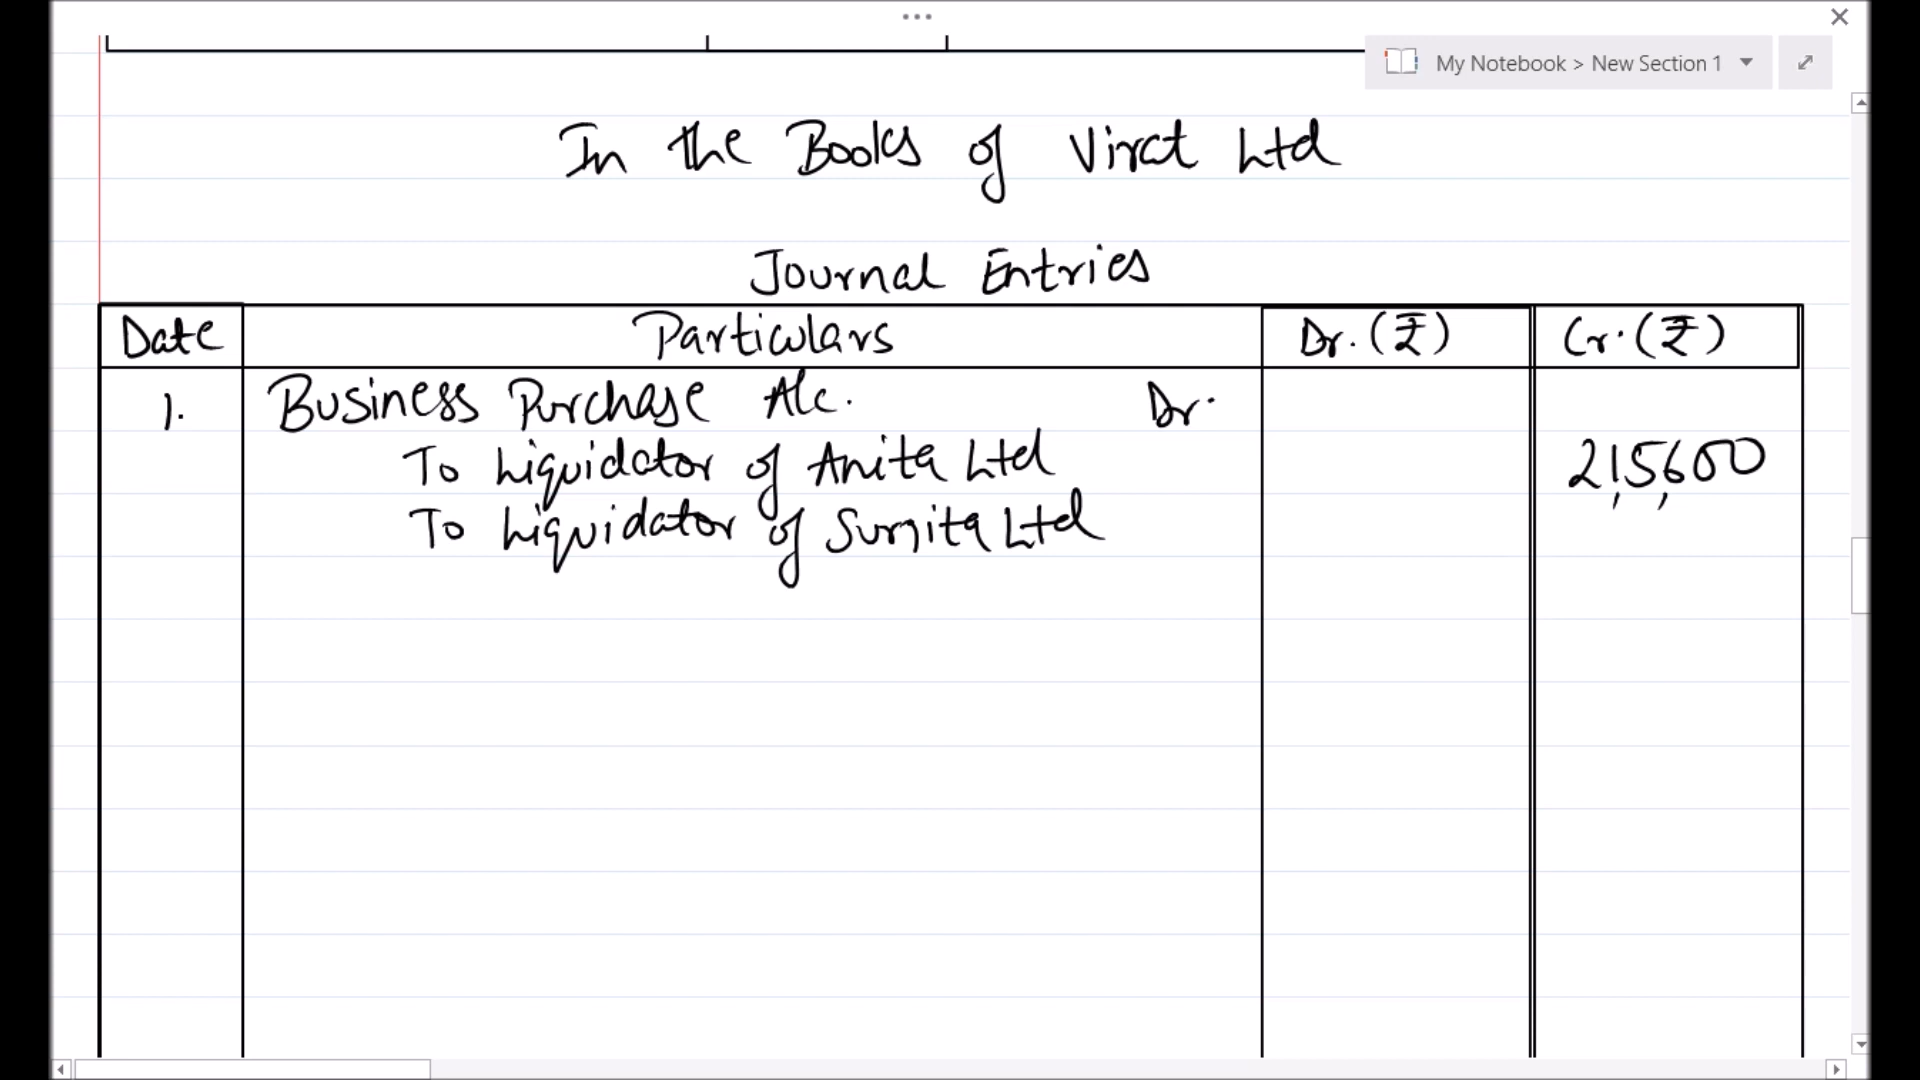 My Notebook > New Section 1
In the Books of Virat Ltd
Journal Entries
Date Particulars Dr. (₹) Cr. (₹)
1. Business Purchase A/c. Dr.
To Liquidator of Anita Ltd 2,15,600
To Liquidator of Sunita Ltd